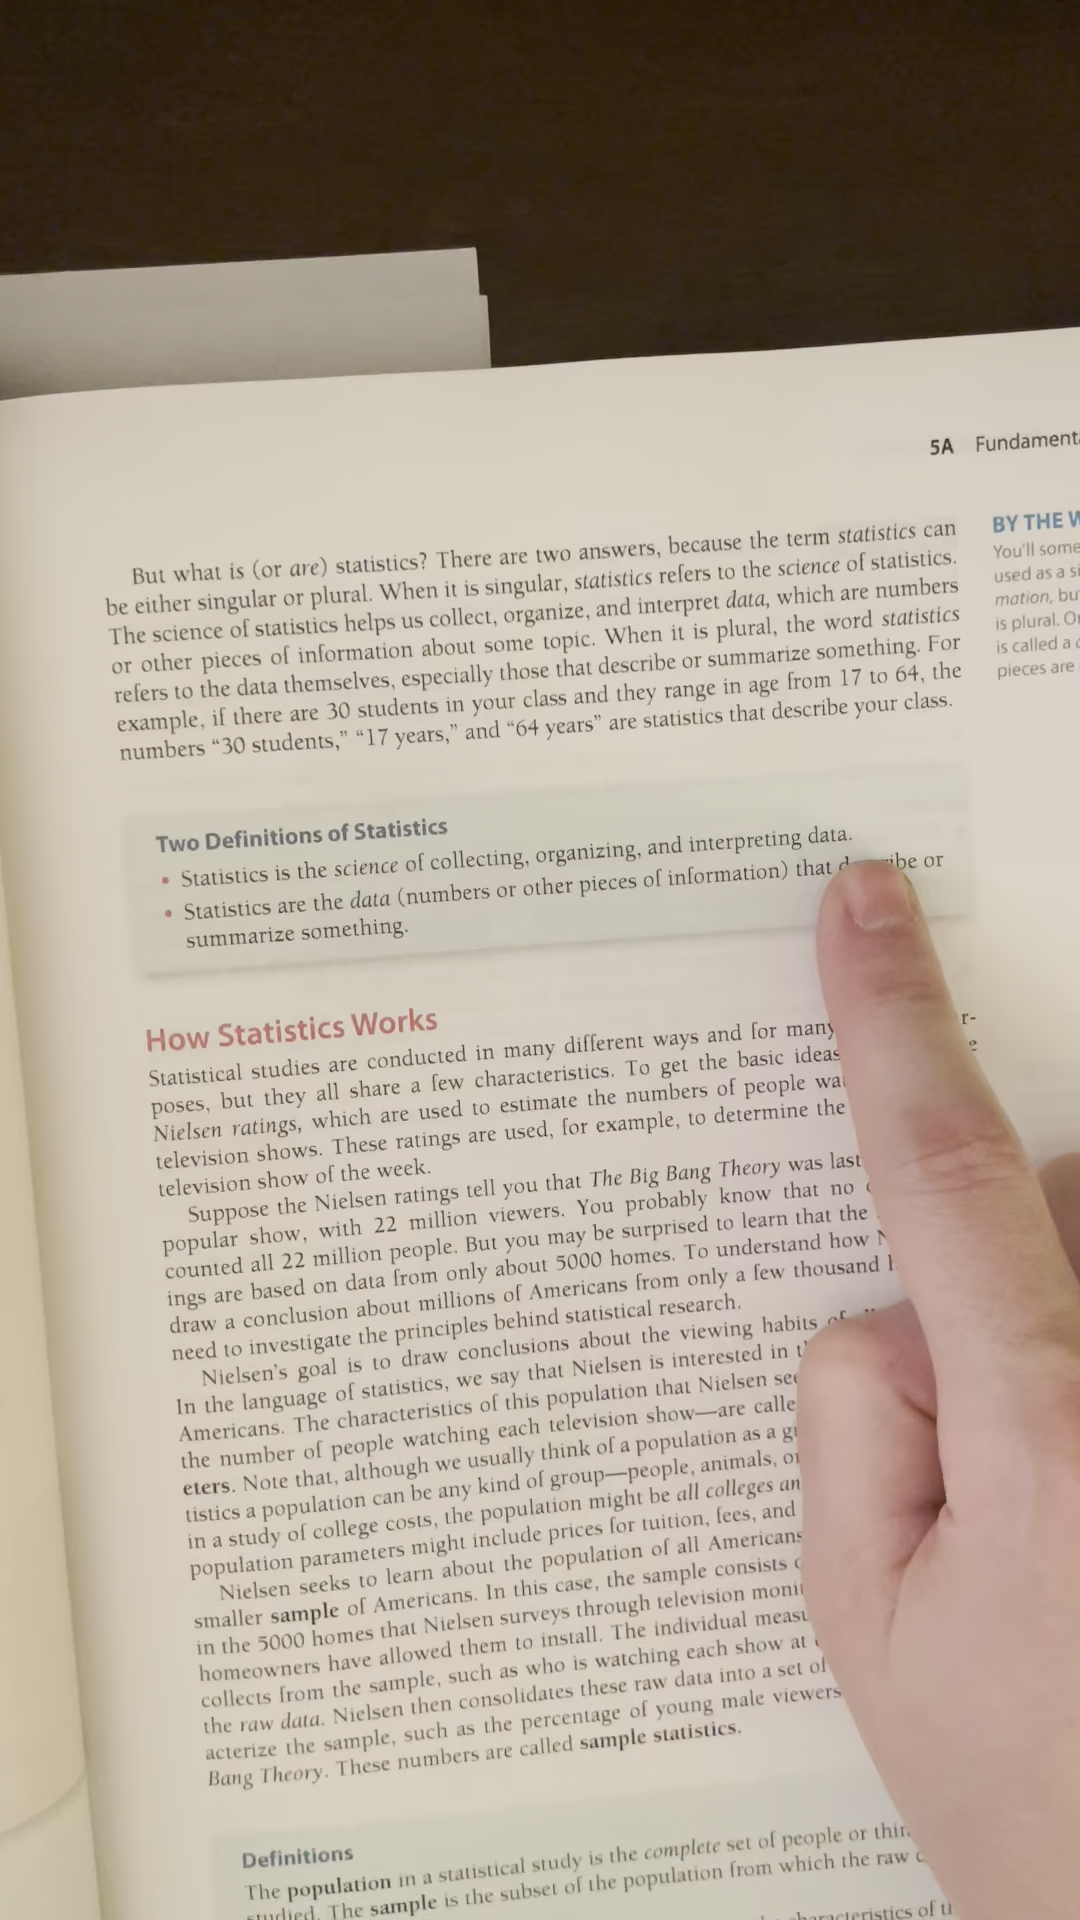 5A Fundament
But what is (or are) statistics? There are two answers, because the term statistics can
be either singular or plural. When it is singular, statistics refers to the science of statistics.
The science of statistics helps us collect, organize, and interpret data, which are numbers
or other pieces of information about some topic. When it is plural, the word statistics
refers to the data themselves, especially those that describe or summarize something. For
example, if there are 30 students in your class and they range in age from 17 to 64, the
numbers “30 students,” “17 years,” and “64 years” are statistics that describe your class.
BY THE W
You'll some
used as a si
mation, bu
is plural. O
is called a
pieces are
Two Definitions of Statistics
• Statistics is the science of collecting, organizing, and interpreting data.
• Statistics are the data (numbers or other pieces of information) that or
summarize something.
How Statistics Works
Statistical studies are conducted in many different ways and for many r-
poses, but they all share a few characteristics. To get the basic ideas e
Nielsen ratings, which are used to estimate the numbers of people wa
television shows. These ratings are used, for example, to determine the
television show of the week.
Suppose the Nielsen ratings tell you that The Big Bang Theory was last
popular show, with 22 million viewers. You probably know that no
counted all 22 million people. But you may be surprised to learn that the
ings are based on data from only about 5000 homes. To understand how
draw a conclusion about millions of Americans from only a few thousand
need to investigate the principles behind statistical research.
Nielsen's goal is to draw conclusions about the viewing habits of
In the language of statistics, we say that Nielsen is interested in
Americans. The characteristics of this population that Nielsen see
the number of people watching each television show—are calle
eters. Note that, although we usually think of a population as a g
tistics a population can be any kind of group—people, animals, o
in a study of college costs, the population might be all colleges an
population parameters might include prices for tuition, fees, and
Nielsen seeks to learn about the population of all Americans
smaller sample of Americans. In this case, the sample consists
in the 5000 homes that Nielsen surveys through television moni
homeowners have allowed them to install. The individual measu
collects from the sample, such as who is watching each show at
the raw data. Nielsen then consolidates these raw data into a set of
acterize the sample, such as the percentage of young male viewers
Bang Theory. These numbers are called sample statistics.
Definitions
The population in a statistical study is the complete set of people or thin
studied. The sample is the subset of the population from which the raw
characteristics of